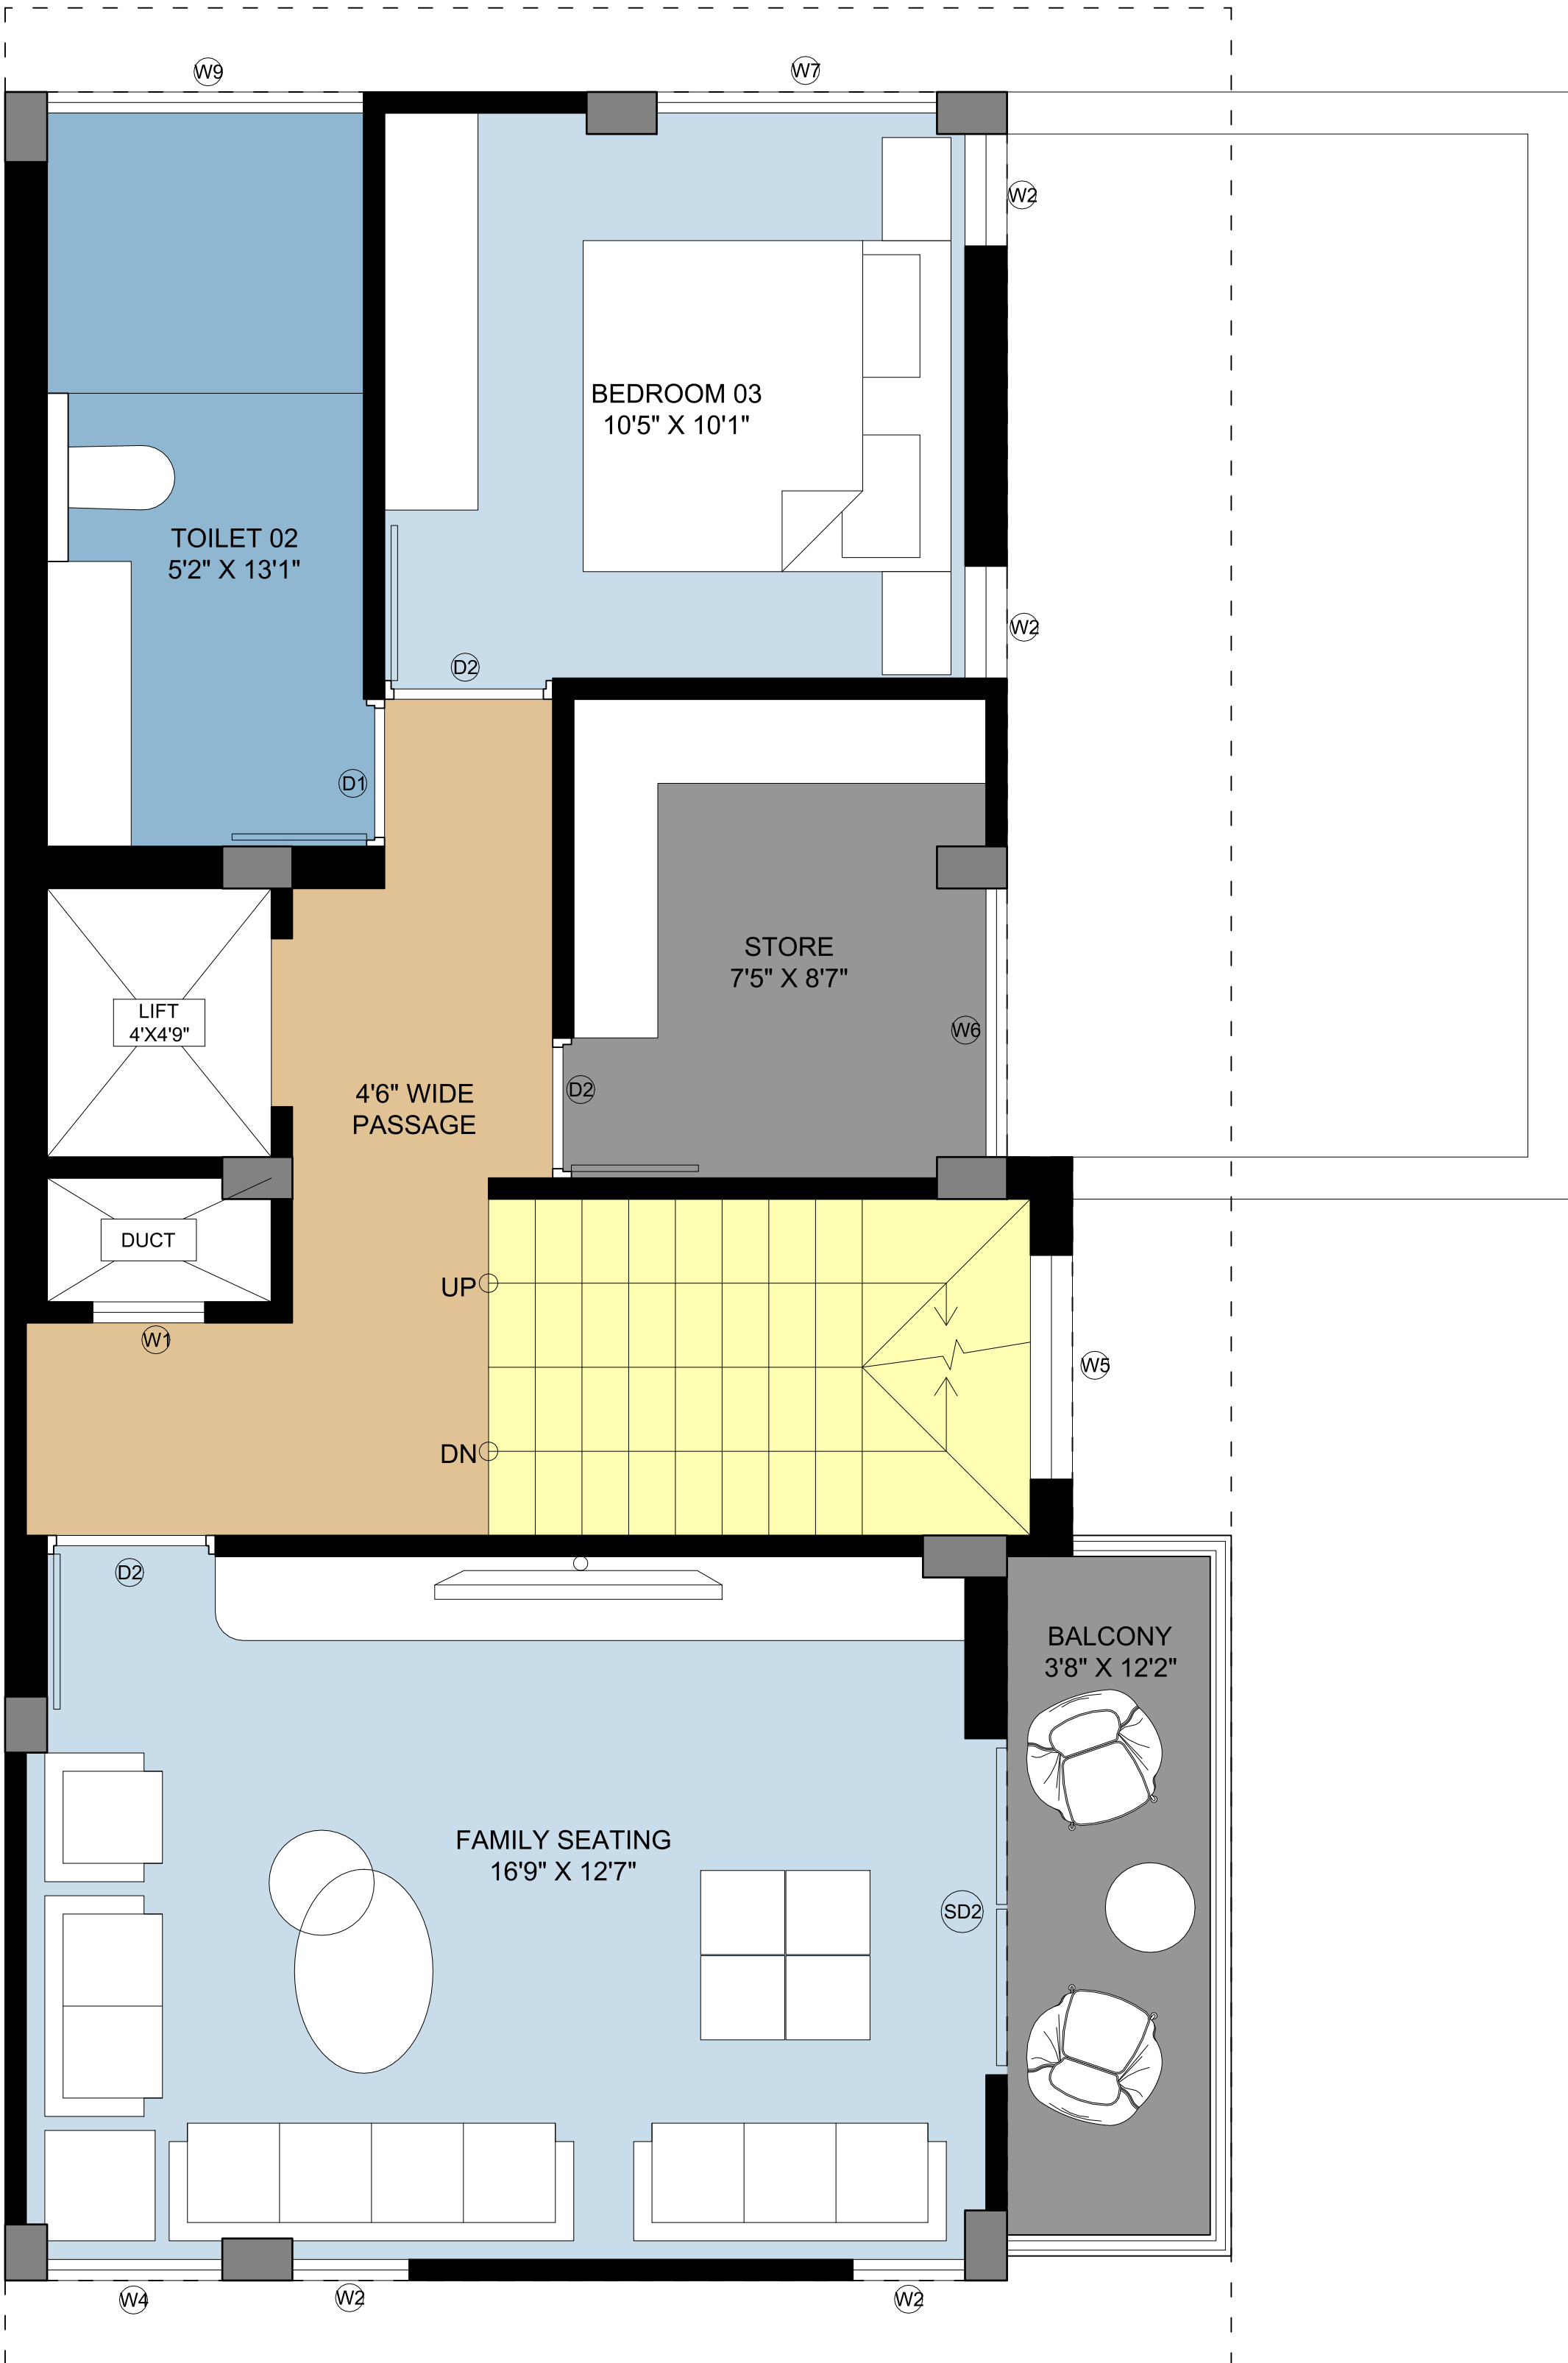 W9
W7
W2
BEDROOM 03
10'5" X 10'1"
TOILET 02
5'2" X 13'1"
W2
D2
D1
STORE
7'5" X 8'7"
LIFT
4'X4'9"
W6
D2
4'6" WIDE
PASSAGE
DUCT
UP
W1
W5
DN
D2
BALCONY
3'8" X 12'2"
FAMILY SEATING
16'9" X 12'7"
SD2
W4
W2
W2